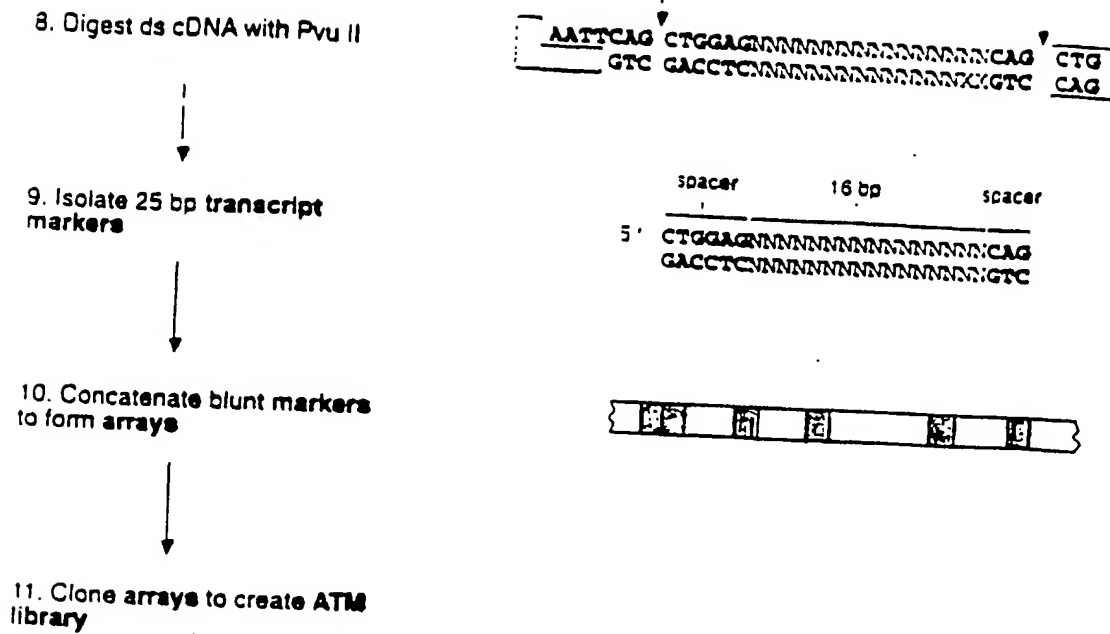 8. Digest ds cDNA with Pvu II
AATTCAG CTGGAGNNNNNNNNNNNNNNNNCAG CTG
GTC GACCTCNNNNNNNNNNNNNNNNGTC CAG
9. Isolate 25 bp transcript
markers
spacer 16 bp spacer
5' CTGGAGNNNNNNNNNNNNNNNNCAG
GACCTCNNNNNNNNNNNNNNNNGTC
10. Concatenate blunt markers
to form arrays
11. Clone arrays to create ATM
library